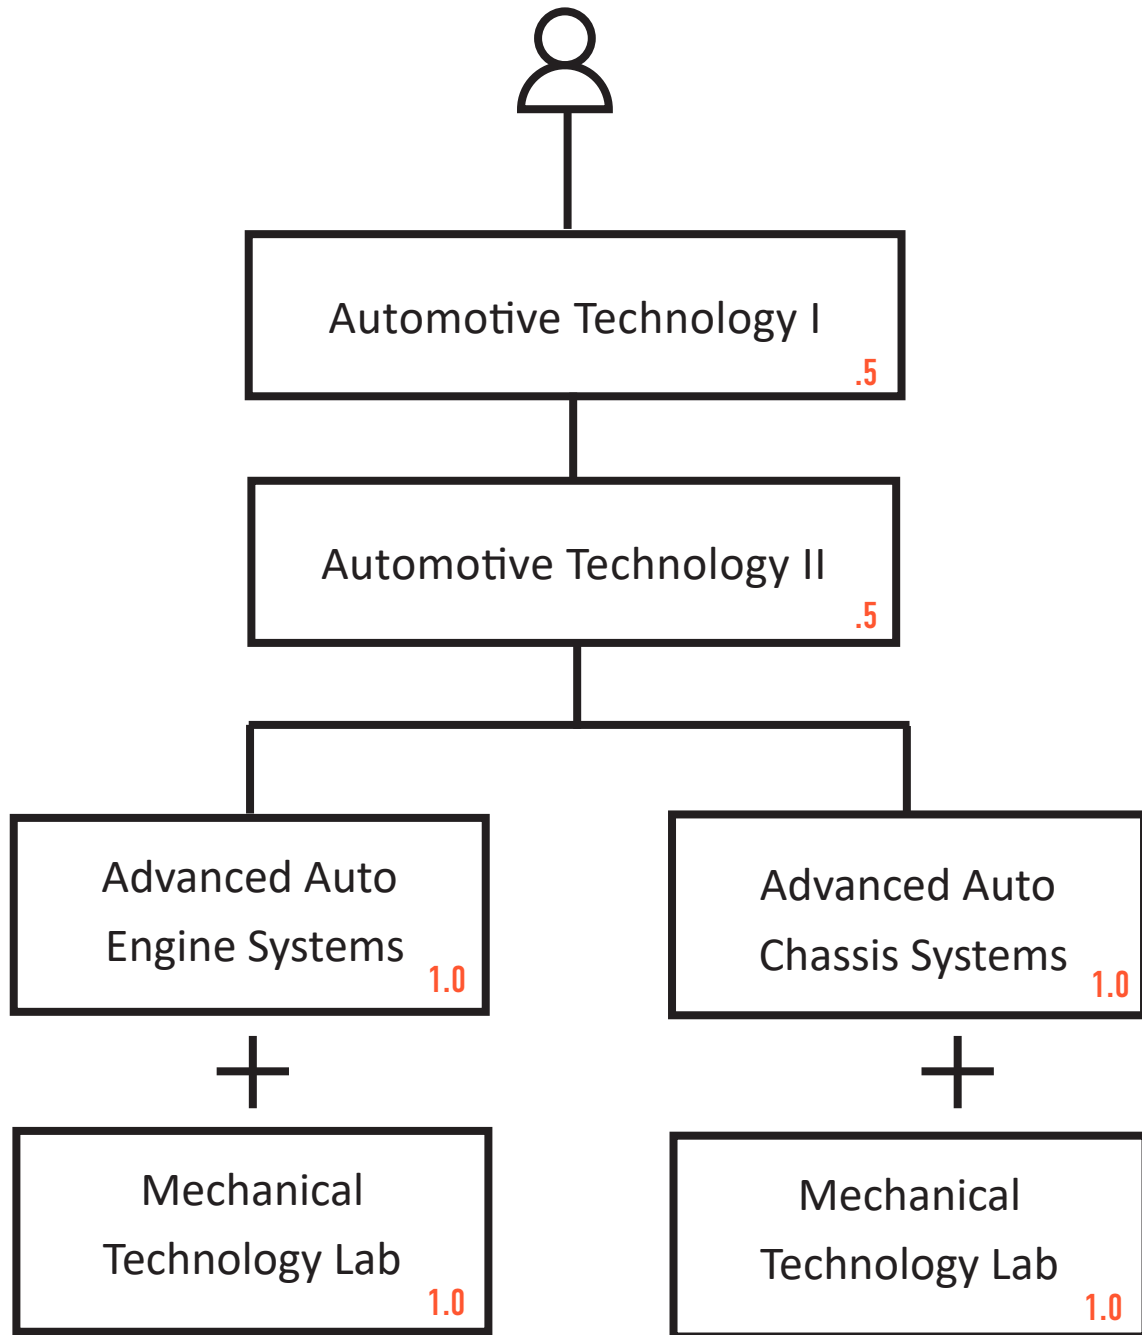 Automotive Technology I
.5
Automotive Technology II
.5
Advanced Auto
Engine Systems
1.0
Advanced Auto
Chassis Systems
1.0
Mechanical
Technology Lab
1.0
Mechanical
Technology Lab
1.0